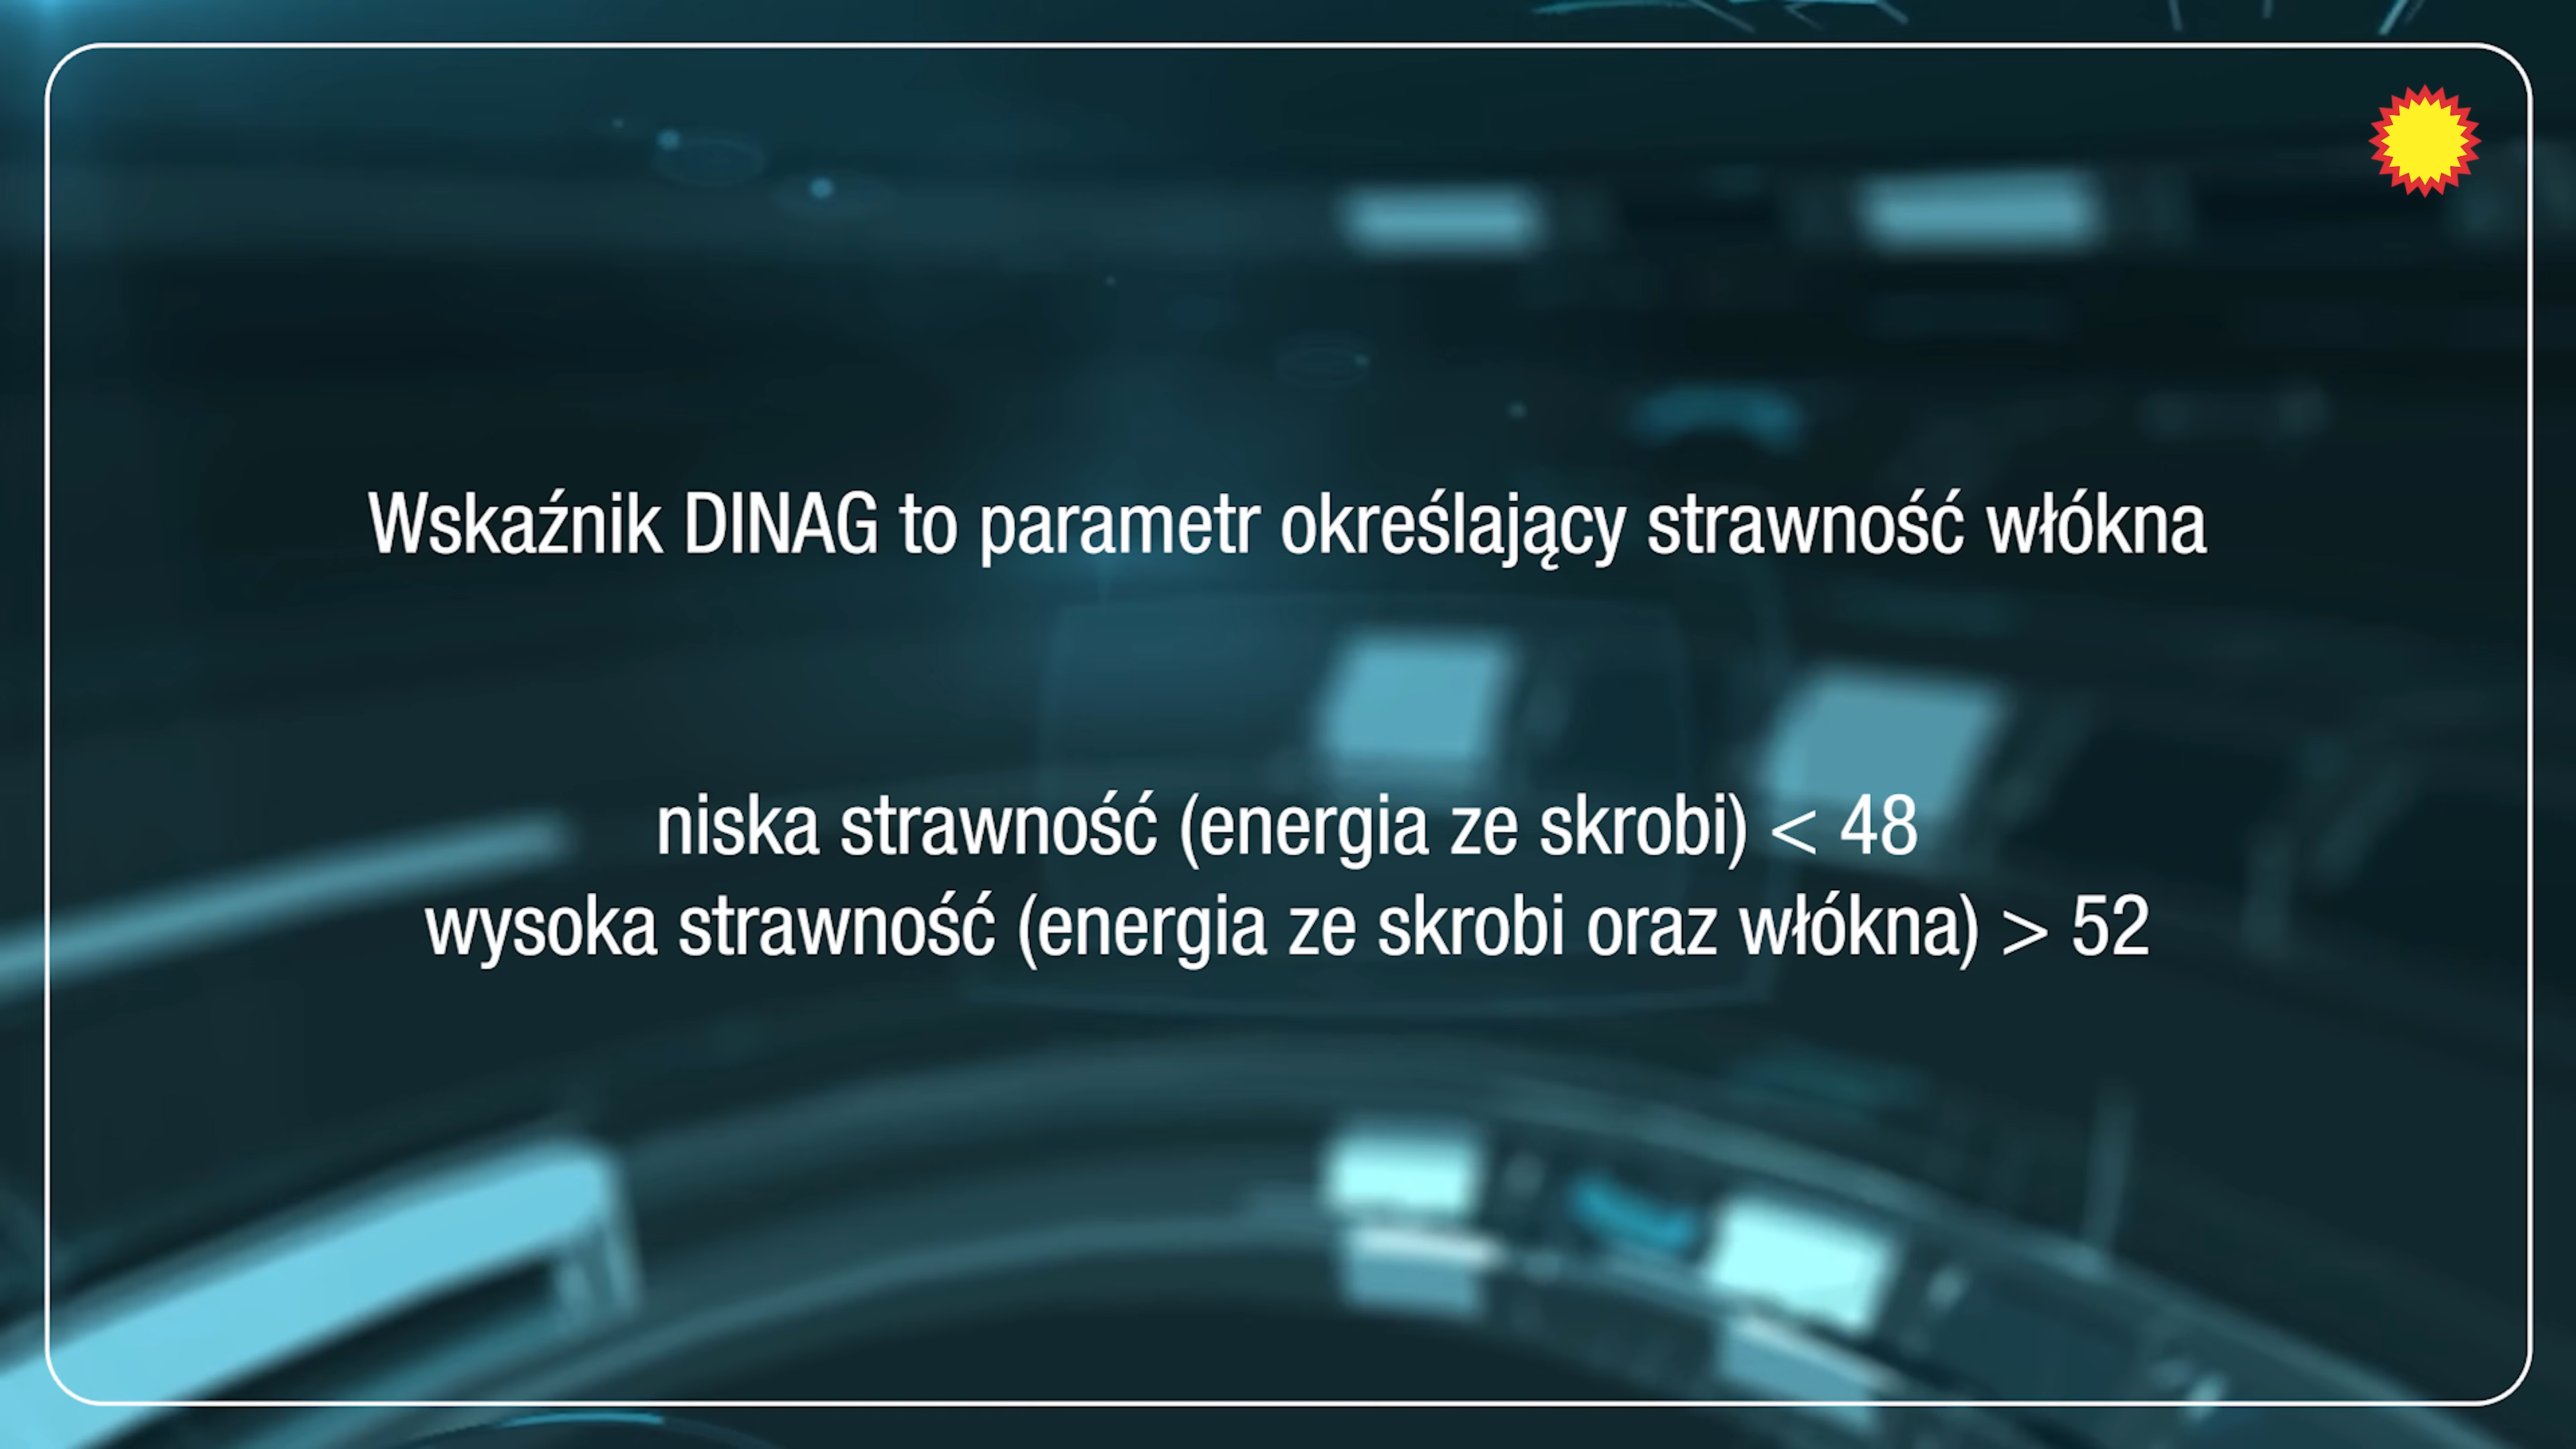 Wskaźnik DINAG to parametr określający strawność włókna
niska strawność (energia ze skrobi) < 48
wysoka strawność (energia ze skrobi oraz włókna) > 52